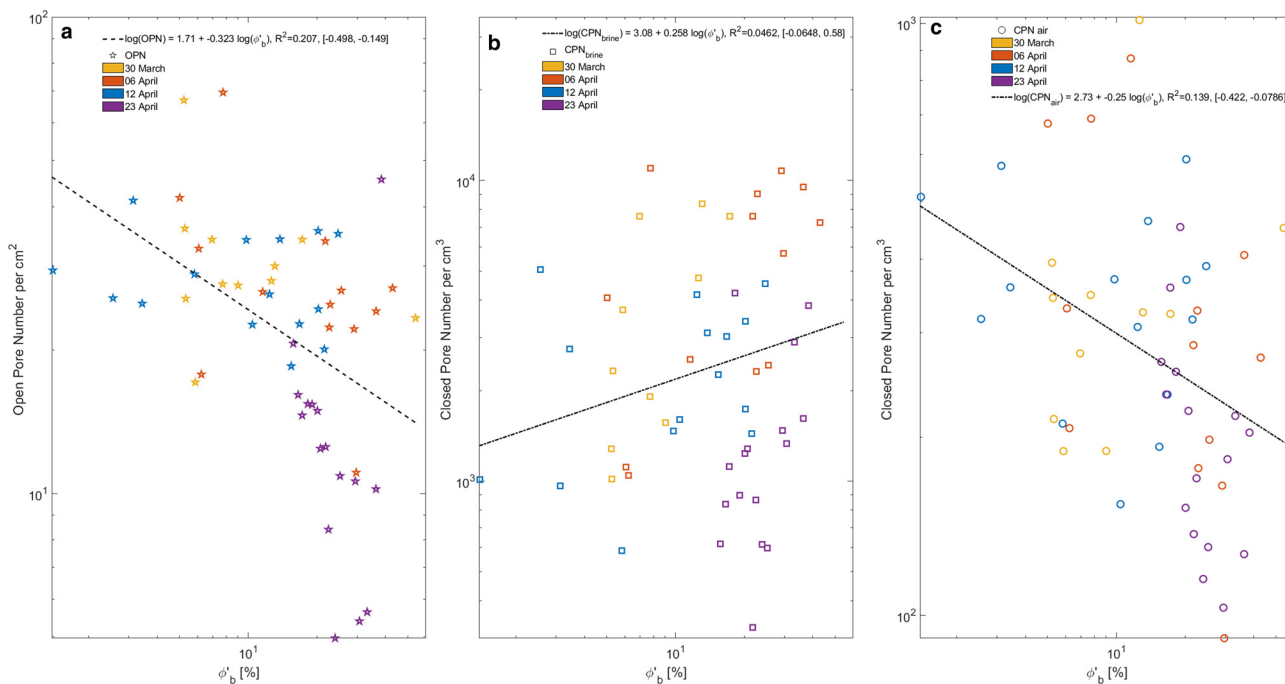 a
log(OPN) = 1.71 + -0.323 log(ϕ'b), R²=0.207, [-0.498, -0.149]
OPN
30 March
06 April
12 April
23 April
10²
10¹
Open Pore Number per cm²
10¹
ϕ'b [%]
b
log(CPNbrine) = 3.08 + 0.258 log(ϕ'b), R²=0.0462, [-0.0648, 0.58]
CPNbrine
30 March
06 April
12 April
23 April
10⁴
10³
Closed Pore Number per cm³
10¹
ϕ'b [%]
c
CPN air
30 March
06 April
12 April
23 April
log(CPNair) = 2.73 + -0.25 log(ϕ'b), R²=0.139, [-0.422, -0.0786]
10³
10²
Closed Pore Number per cm³
10¹
ϕ'b [%]